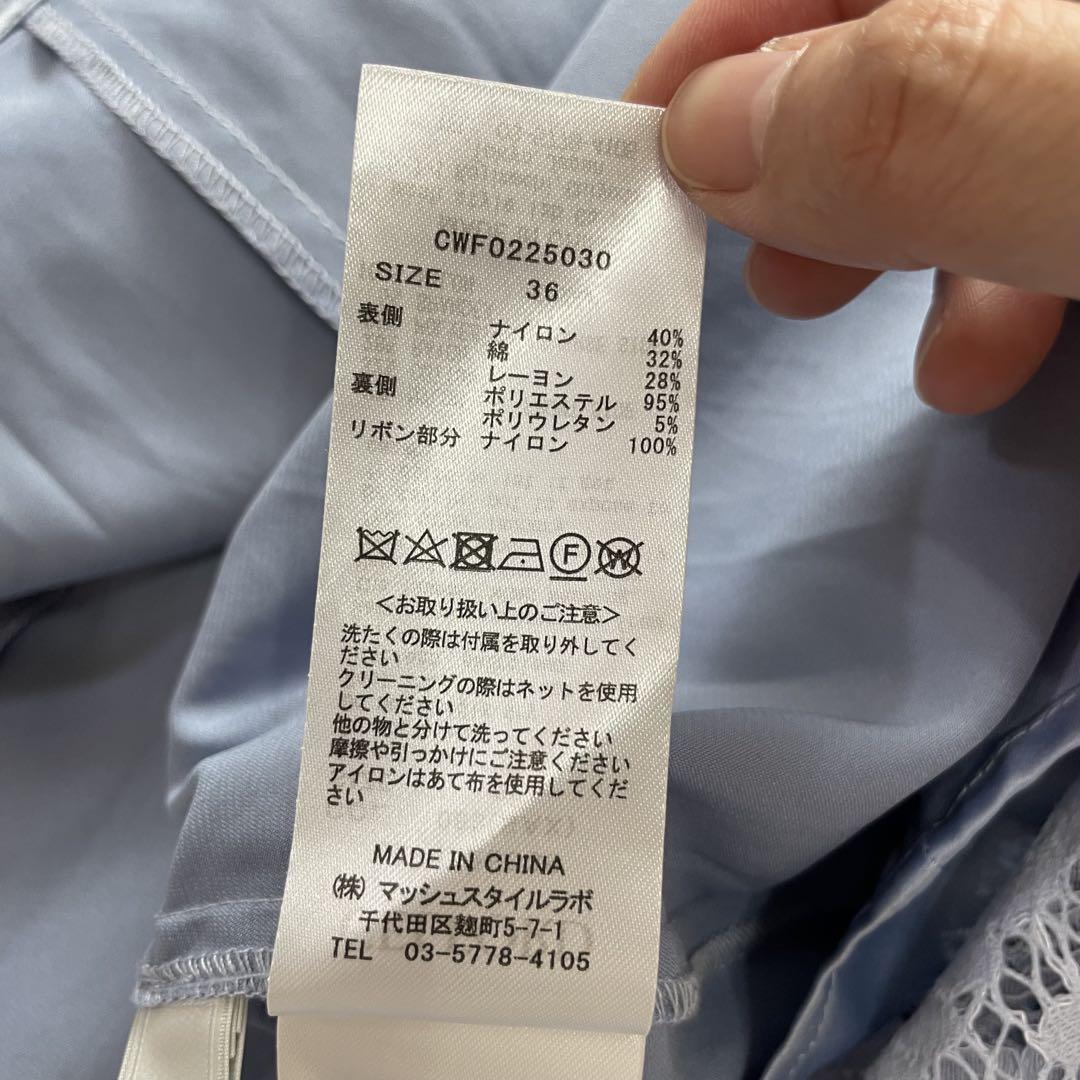 CWF0225030
SIZE 36
表側 ナイロン 40%
綿 32%
レーヨン 28%
裏側 ポリエステル 95%
ポリウレタン 5%
リボン部分 ナイロン 100%
F W
＜お取り扱い上のご注意＞
洗たくの際は付属を取り外してく
ださい
クリーニングの際はネットを使用
してください
他の物と分けて洗ってください
摩擦や引っかけにご注意ください
アイロンはあて布を使用してくだ
さい
MADE IN CHINA
(株) マッシュスタイルラボ
千代田区麹町5-7-1
TEL 03-5778-4105